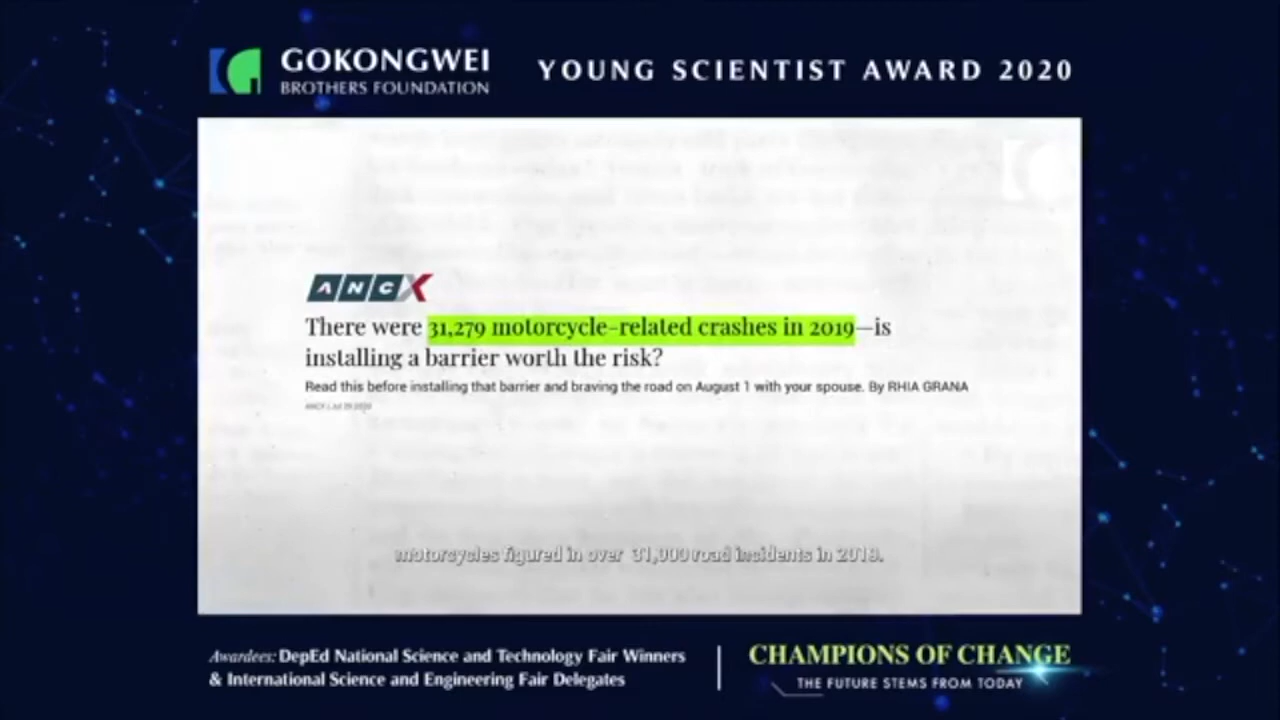 GOKONGWEI
BROTHERS FOUNDATION
YOUNG SCIENTIST AWARD 2020
ANCX
There were 31,279 motorcycle-related crashes in 2019—is
installing a barrier worth the risk?
Read this before installing that barrier and braving the road on August 1 with your spouse. By RHIA GRANA
motorcycles figured in over 31,000 road incidents in
Awardees: DepEd National Science and Technology Fair Winners
& International Science and Engineering Fair Delegates
CHAMPIONS OF CHANGE
THE FUTURE STEMS FROM TODAY